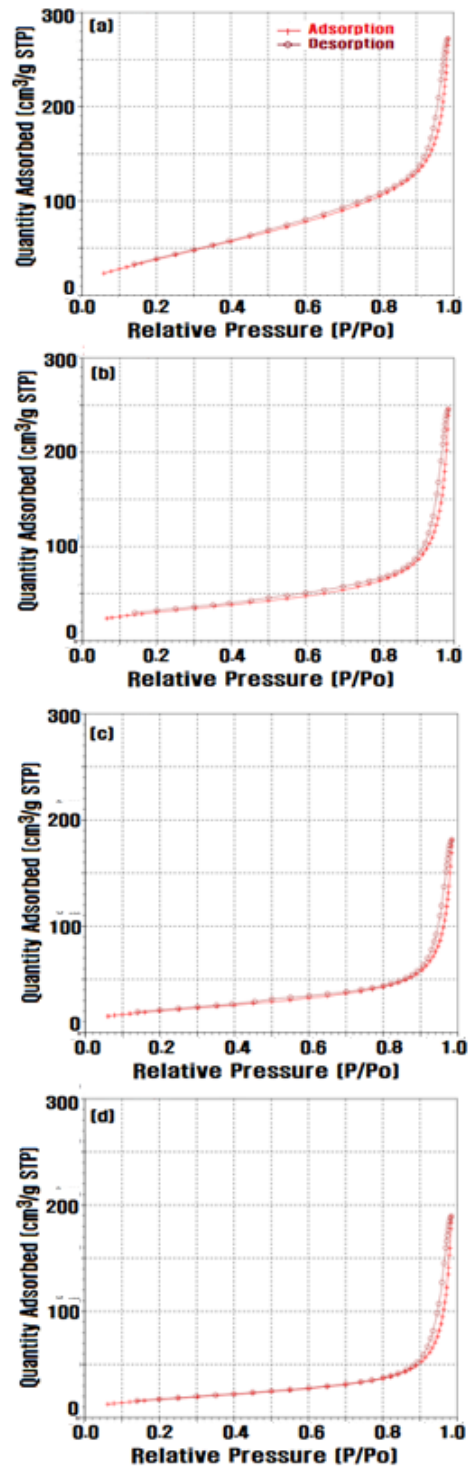 300
(a)
Adsorption
Desorption
200
100
0
Quantity Adsorbed (cm³/g STP)
0.0 0.2 0.4 0.6 0.8 1.0
Relative Pressure (P/Po)
300
(b)
200
100
0
Quantity Adsorbed (cm³/g STP)
0.0 0.2 0.4 0.6 0.8 1.0
Relative Pressure (P/Po)
300
(c)
200
100
0
Quantity Adsorbed (cm³/g STP)
0.0 0.2 0.4 0.6 0.8 1.0
Relative Pressure (P/Po)
300
(d)
200
100
0
Quantity Adsorbed (cm³/g STP)
0.0 0.2 0.4 0.6 0.8 1.0
Relative Pressure (P/Po)